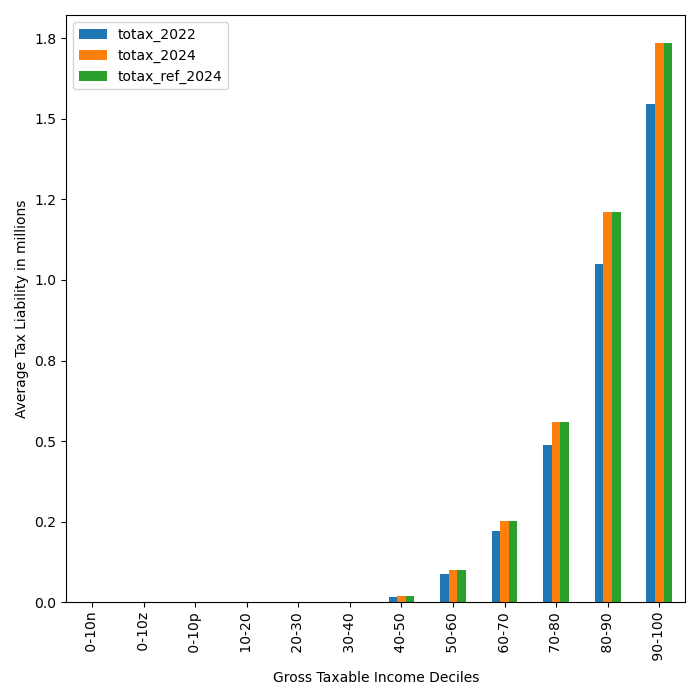 totax_2022
totax_2024
totax_ref_2024
Average Tax Liability in millions
1.8
1.5
1.2
1.0
0.8
0.5
0.2
0.0
0-10n
0-10z
0-10p
10-20
20-30
30-40
40-50
50-60
60-70
70-80
80-90
90-100
Gross Taxable Income Deciles